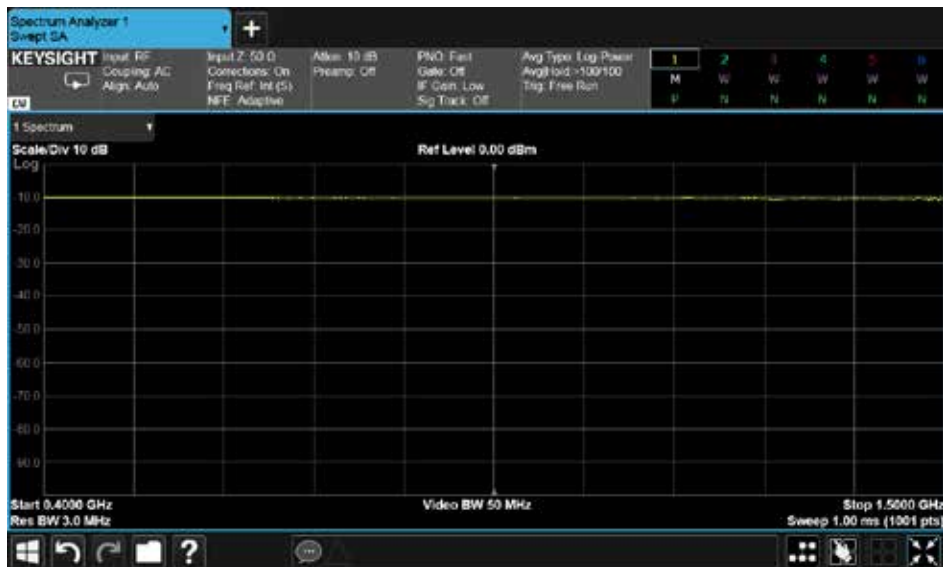 Spectrum Analyzer 1
Swept SA
+
KEYSIGHT
Input: RF
Coupling: AC
Align: Auto
Input Z: 50 Ω
Corrections: On
Freq Ref: Int (S)
NFE: Adaptive
Atten: 10 dB
Preamp: Off
PNO: Fast
Gate: Off
IF Gain: Low
Sig Track: Off
Avg Type: Log-Power
Avg|Hold:>100/100
Trig: Free Run
1 2 3 4 5 6
M W W W W W
P N N N N N
1 Spectrum
Scale/Div 10 dB
Ref Level 0.00 dBm
Log
-10.0
-20.0
-30.0
-40.0
-50.0
-60.0
-70.0
-80.0
-90.0
Start 0.4000 GHz
Video BW 50 MHz
Stop 1.5000 GHz
Res BW 3.0 MHz
Sweep 1.00 ms (1001 pts)
?